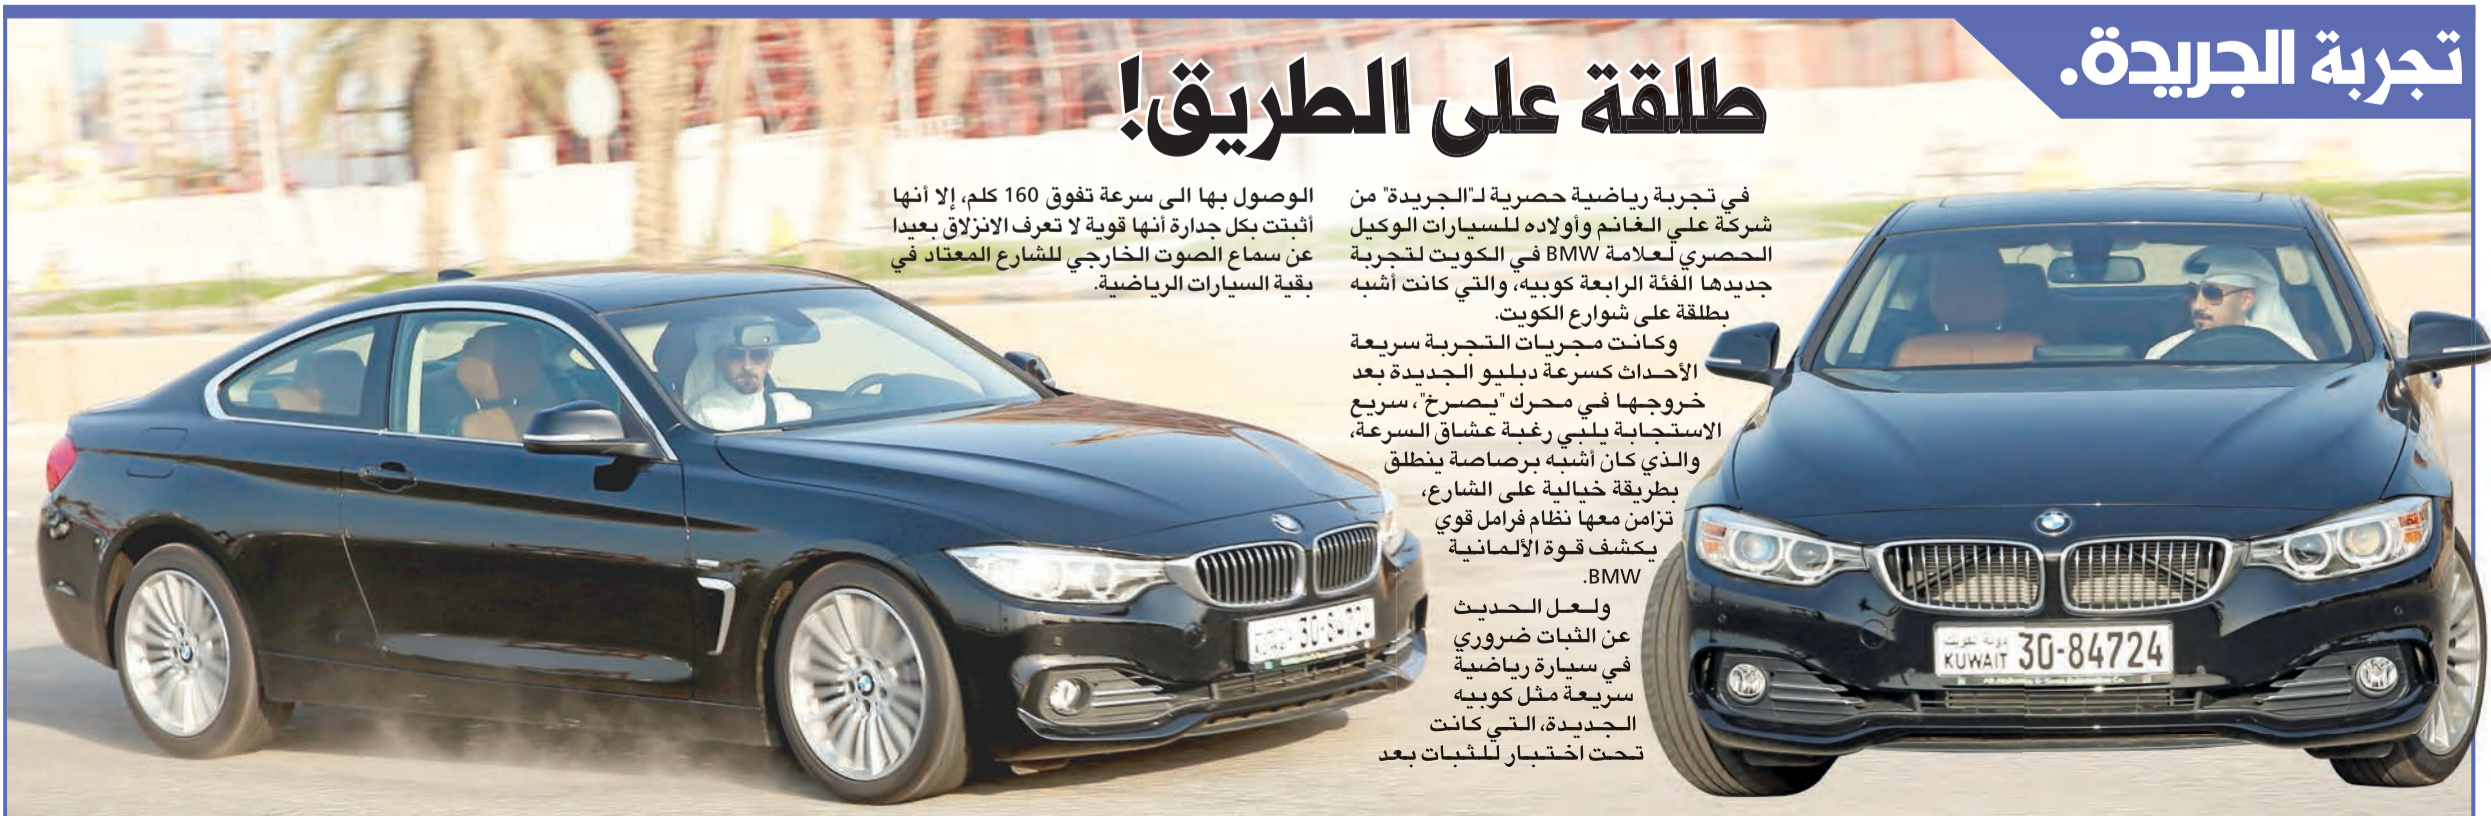 تجربة الجريدة.
طلقة على الطريق!
في تجربة رياضية حصرية لـ"الجريدة" من
شركة علي الغانم وأولاده للسيارات الوكيل
الحصري لعلامة BMW في الكويت لتجربة
جديدها الفئة الرابعة كوبيه، والتي كانت أشبه
بطلقة على شوارع الكويت.
وكانت مجريات التجربة سريعة
الأحداث كسرعة دبليو الجديدة بعد
خروجها في محرك "يصرخ"، سريع
الاستجابة يلبي رغبة عشاق السرعة،
والذي كان أشبه برصاصة ينطلق
بطريقة خيالية على الشارع،
تزامن معها نظام فرامل قوي
يكشف قوة الألمانية
BMW.
ولعل الحديث
عن الثبات ضروري
في سيارة رياضية
سريعة مثل كوبيه
الجديدة، التي كانت
تحت اختبار للثبات بعد
الوصول بها الى سرعة تفوق 160 كلم، إلا أنها
أثبتت بكل جدارة أنها قوية لا تعرف الانزلاق بعيدا
عن سماع الصوت الخارجي للشارع المعتاد في
بقية السيارات الرياضية.
KUWAIT 30-84724